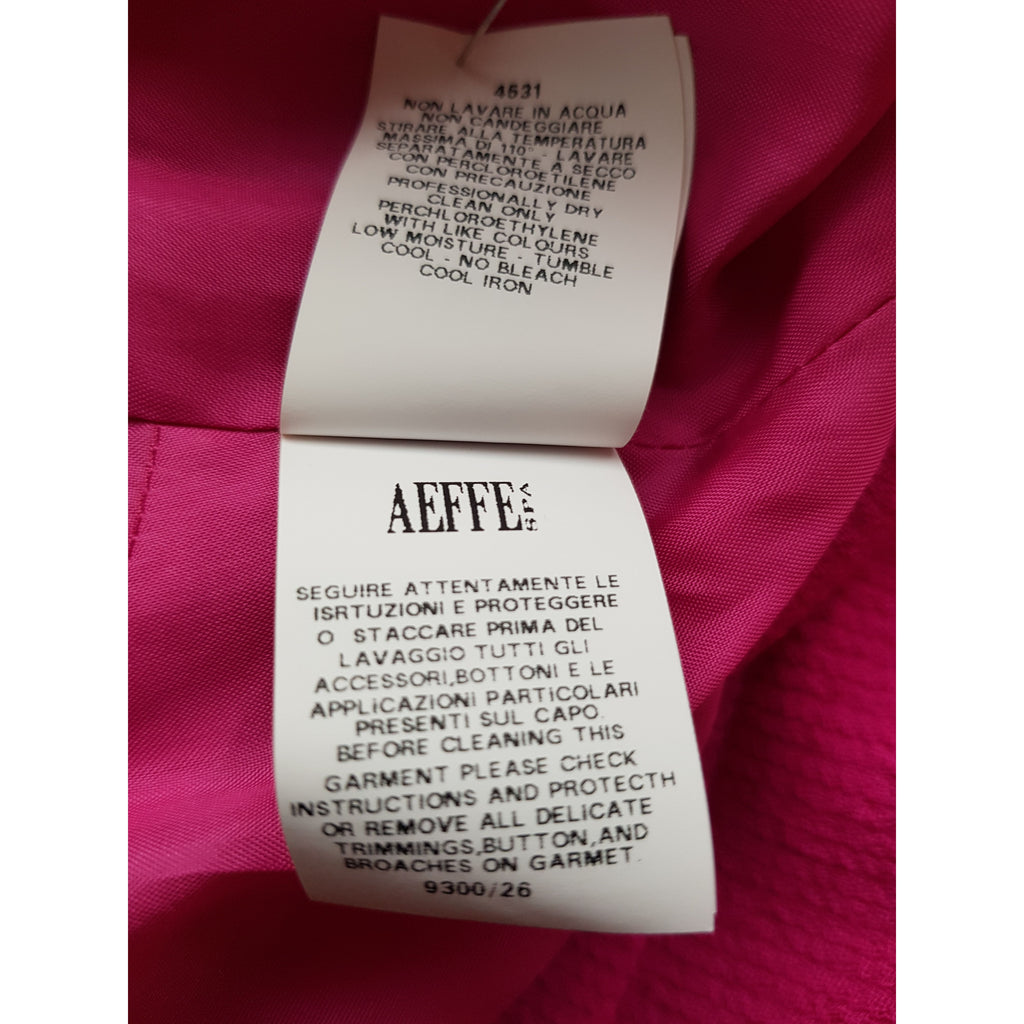 4631
NON LAVARE IN ACQUA
NON CANDEGGIARE
STIRARE ALLA TEMPERATURA
MASSIMA DI 110° - LAVARE
SEPARATAMENTE A SECCO
CON PERCLOROETILENE
CON PRECAUZIONE
PROFESSIONALLY DRY
CLEAN ONLY
PERCHLOROETHYLENE
WITH LIKE COLOURS
LOW MOISTURE - TUMBLE
COOL - NO BLEACH
COOL IRON
AEFFE SPA
SEGUIRE ATTENTAMENTE LE
ISRTUZIONI E PROTEGGERE
O STACCARE PRIMA DEL
LAVAGGIO TUTTI GLI
ACCESSORI,BOTTONI E LE
APPLICAZIONI PARTICOLARI
PRESENTI SUL CAPO.
BEFORE CLEANING THIS
GARMENT PLEASE CHECK
INSTRUCTIONS AND PROTECTH
OR REMOVE ALL DELICATE
TRIMMINGS,BUTTON,AND
BROACHES ON GARMET.
9300/26